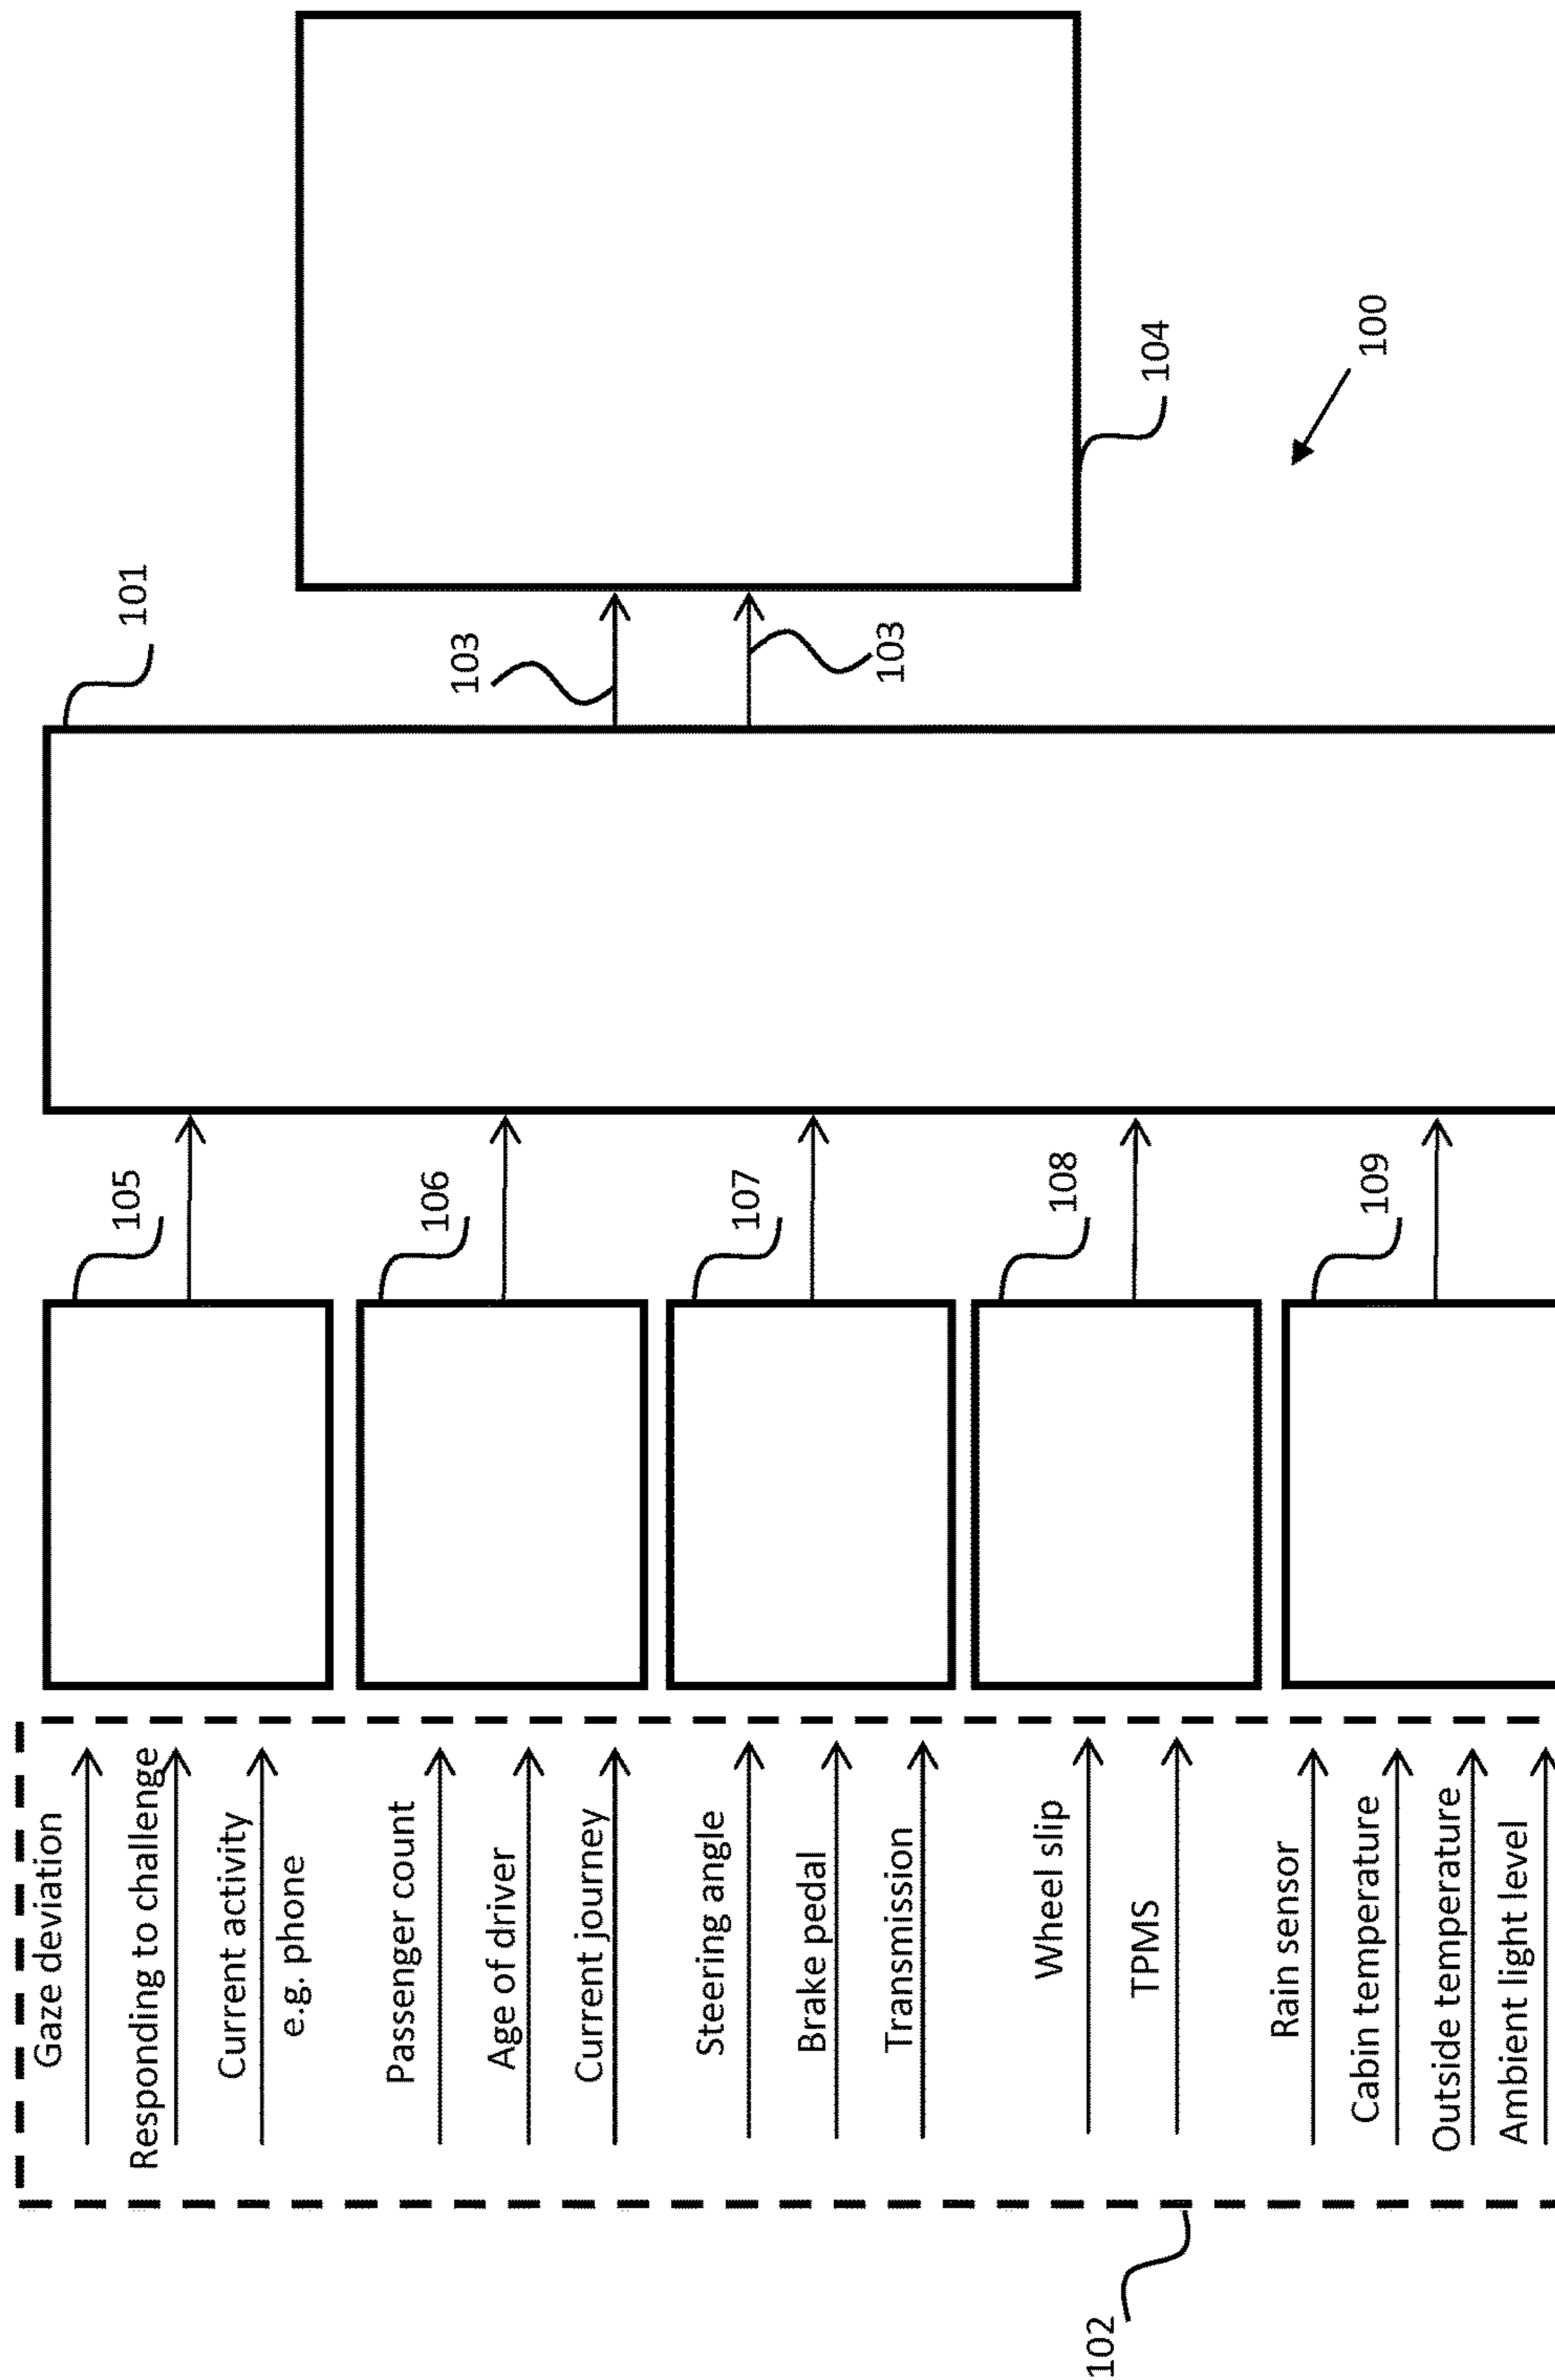 Gaze deviation
Responding to challenge
Current activity
e.g. phone
Passenger count
Age of driver
Current journey
Steering angle
Brake pedal
Transmission
Wheel slip
TPMS
Rain sensor
Cabin temperature
Outside temperature
Ambient light level
102
105
106
107
108
109
101
103
103
104
100